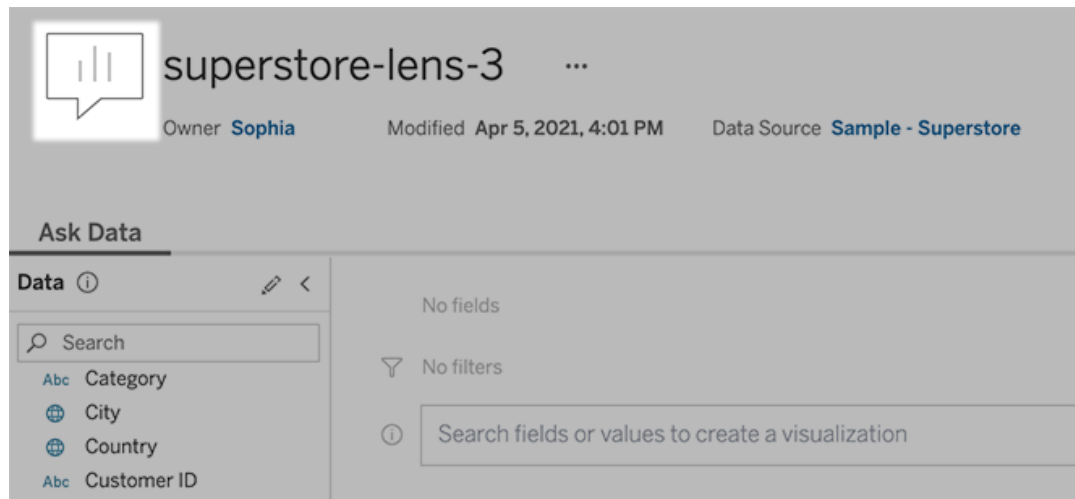 superstore-lens-3 ...
Owner Sophia Modified Apr 5, 2021, 4:01 PM Data Source Sample - Superstore
Ask Data
Data
Search
Abc Category
City
Country
Abc Customer ID
No fields
No filters
Search fields or values to create a visualization